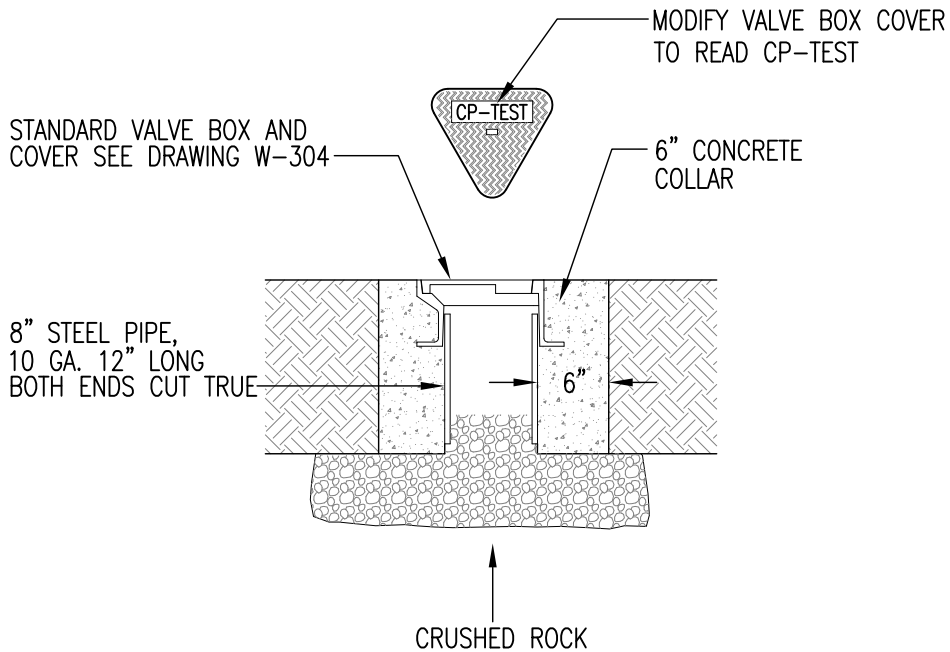 MODIFY VALVE BOX COVER
TO READ CP-TEST
CP-TEST
STANDARD VALVE BOX AND
COVER SEE DRAWING W-304
6" CONCRETE
COLLAR
8" STEEL PIPE,
10 GA. 12" LONG
BOTH ENDS CUT TRUE
6"
CRUSHED ROCK